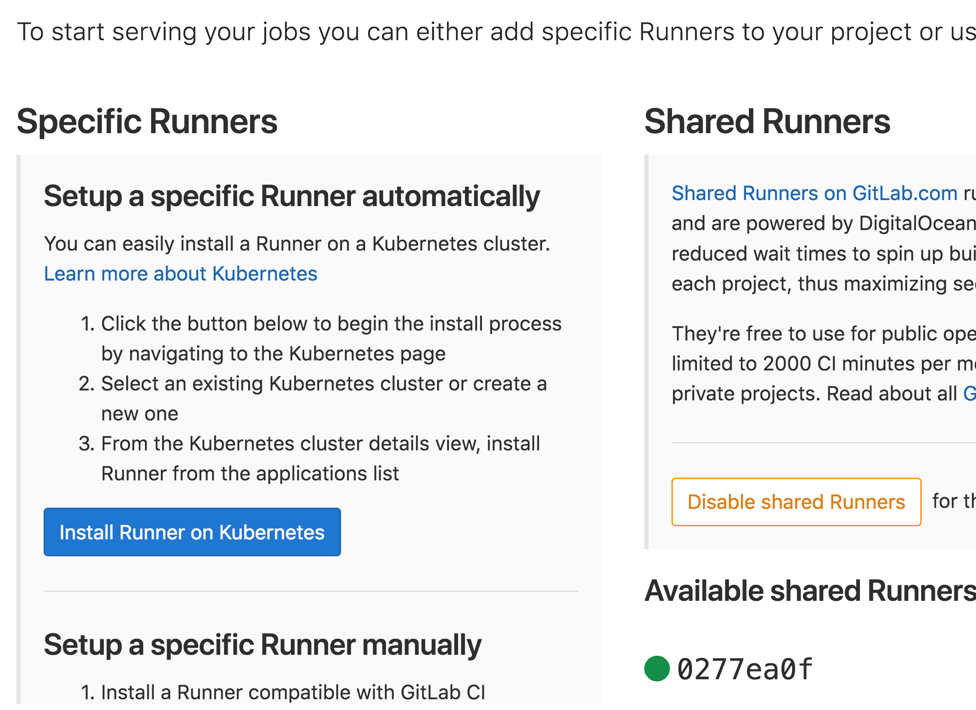 To start serving your jobs you can either add specific Runners to your project or
Specific Runners
Setup a specific Runner automatically
You can easily install a Runner on a Kubernetes cluster.
Learn more about Kubernetes
1. Click the button below to begin the install process
by navigating to the Kubernetes page
2. Select an existing Kubernetes cluster or create a
new one
3. From the Kubernetes cluster details view, install
Runner from the applications list
Install Runner on Kubernetes
Setup a specific Runner manually
1. Install a Runner compatible with GitLab CI
Shared Runners
Shared Runners on GitLab.com
and are powered by DigitalOcean
reduced wait times to spin up
each project, thus maximizing
They're free to use for public
limited to 2000 CI minutes per
private projects. Read about all
Disable shared Runners for
Available shared Runners
0277ea0f